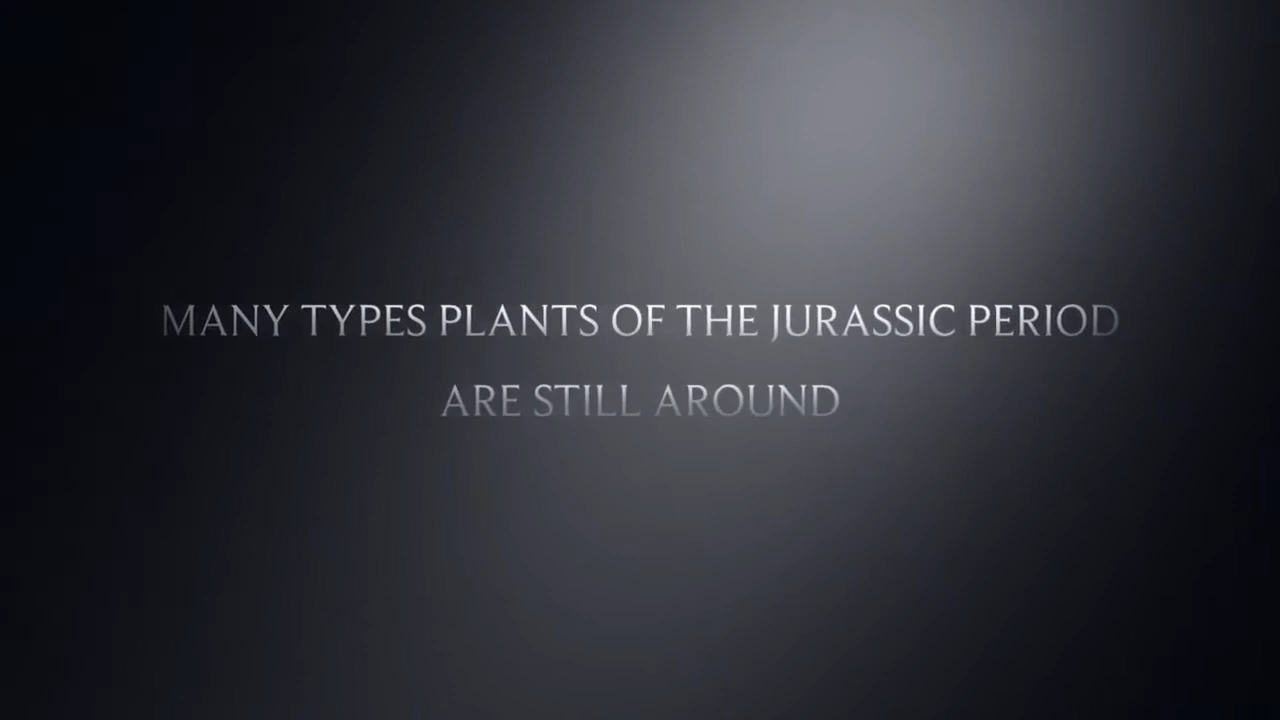 MANY TYPES PLANTS OF THE JURASSIC PERIOD
ARE STILL AROUND